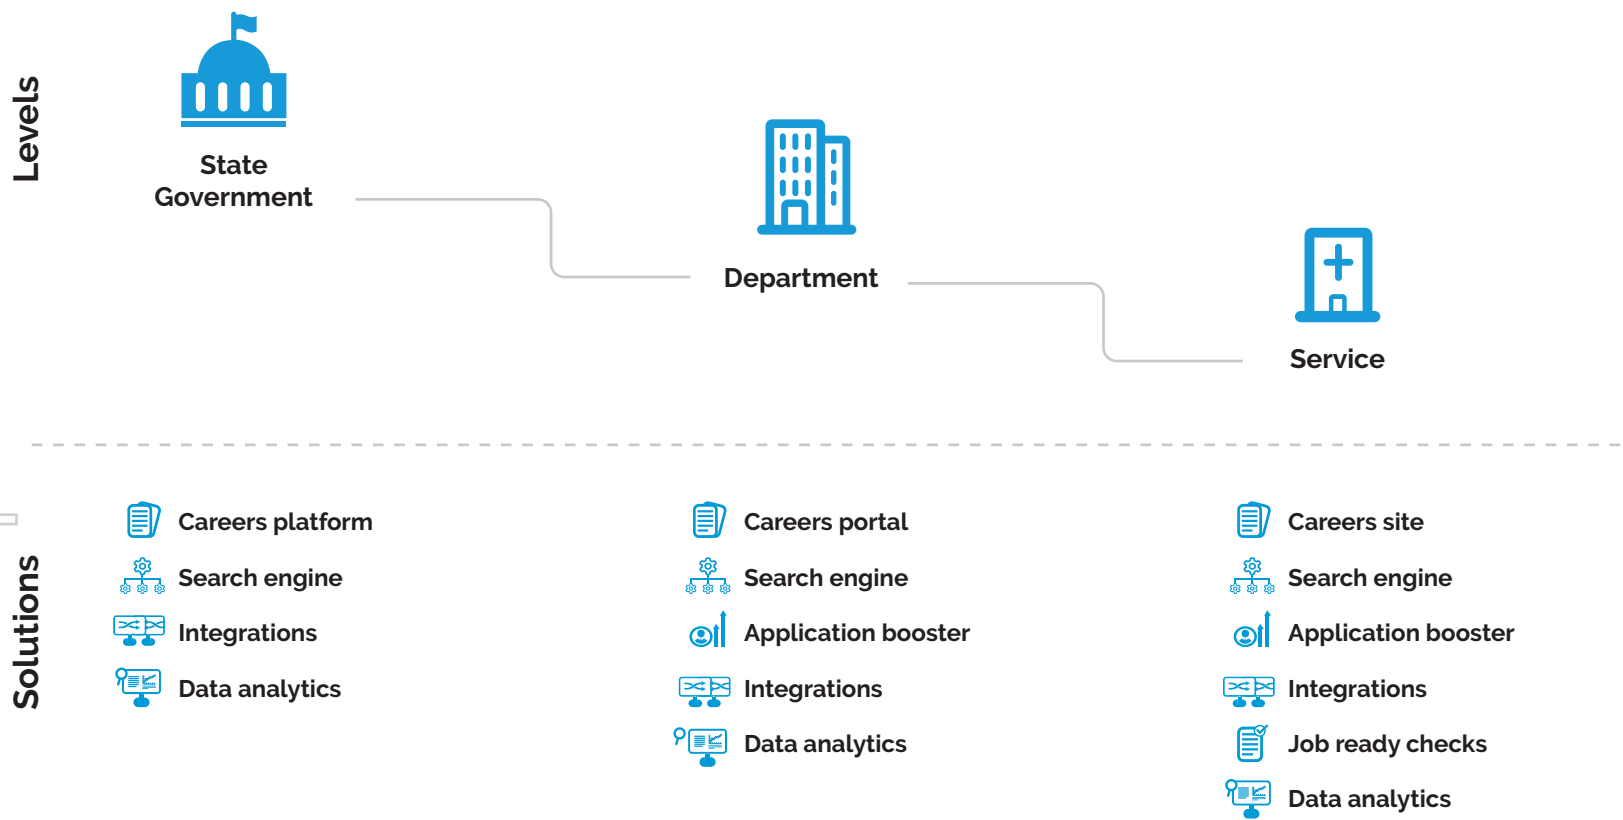 Levels
State
Government
Department
Service
Solutions
Careers platform
Search engine
Integrations
Data analytics
Careers portal
Search engine
Application booster
Integrations
Data analytics
Careers site
Search engine
Application booster
Integrations
Job ready checks
Data analytics